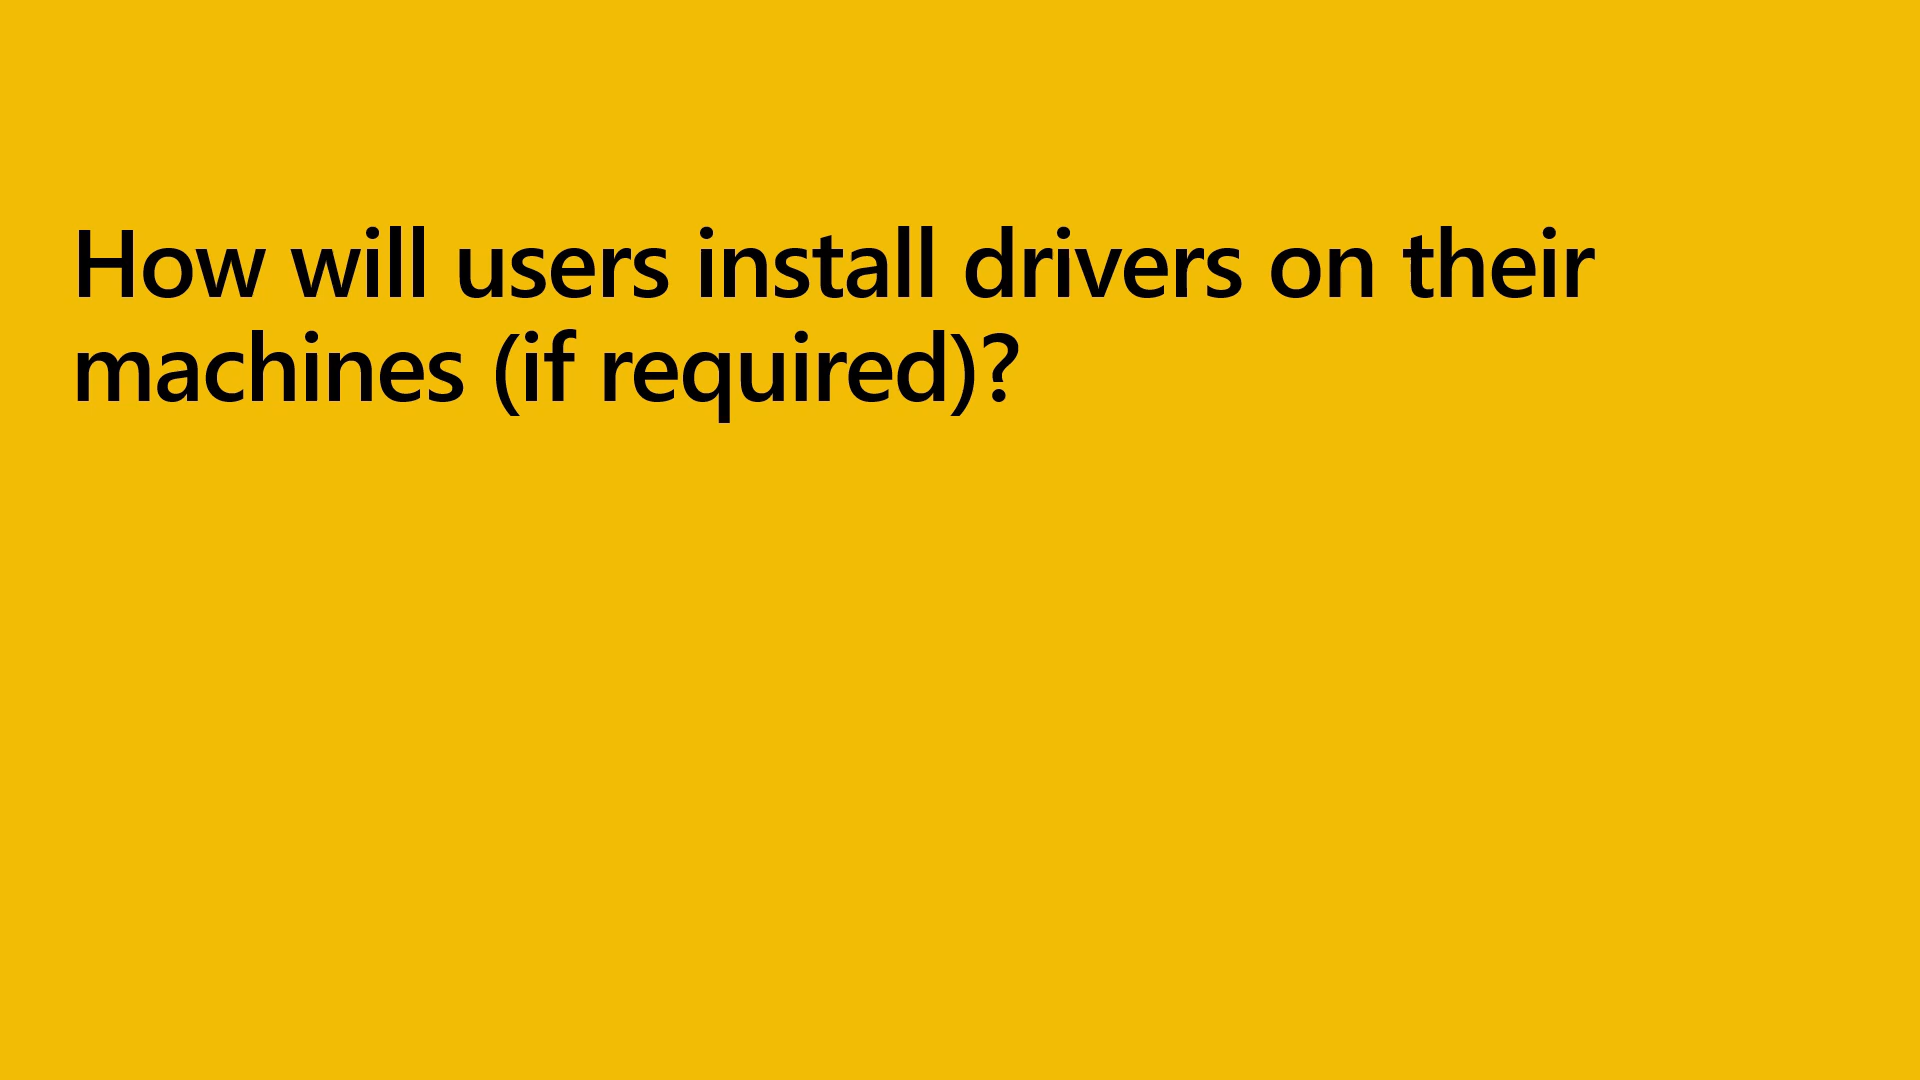 How will users install drivers on their
machines (if required)?